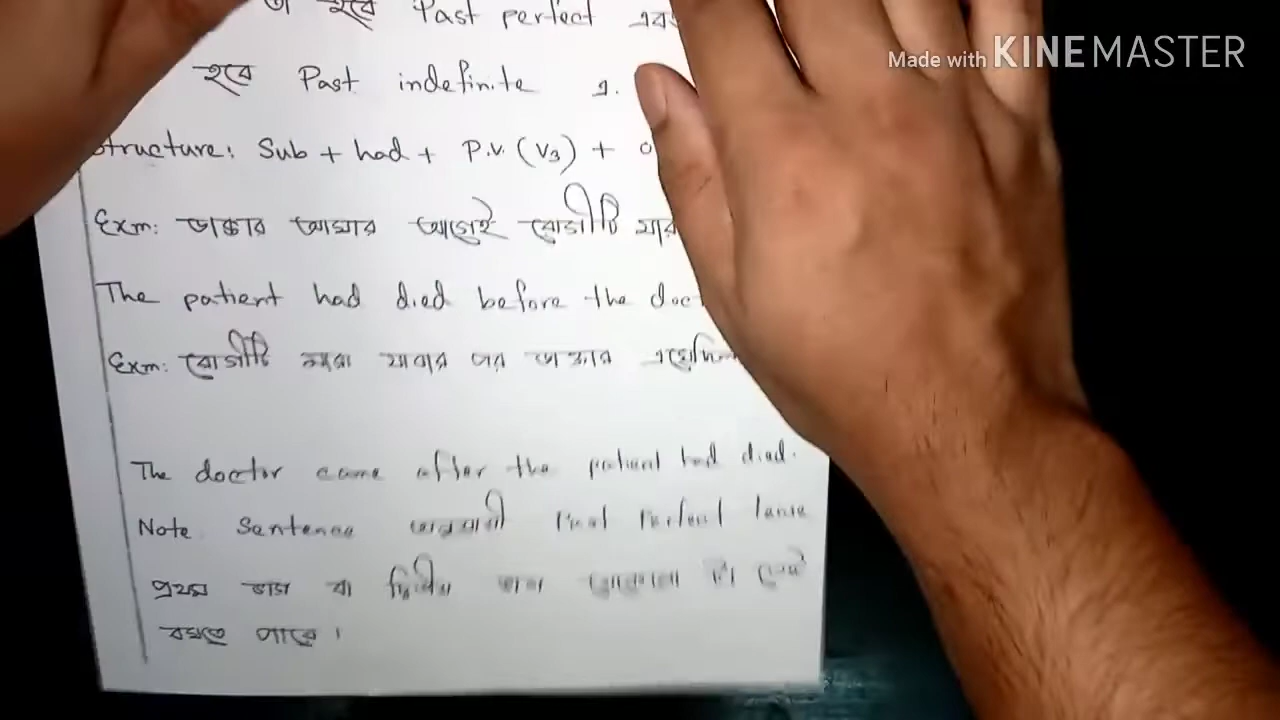 হবে Past perfect
Made with KINEMASTER
হবে Past indefinite
Structure: Sub + had + P.V. (V3) +
Exm: ডাক্তার আসার আগেই রোগীটি
The patient had died before the
Exm: রোগীটি মারা যাবার পর ডাক্তার
The doctor came after the patient had died.
Note Sentence অনুযায়ী Past Perfect tense
প্রথম ভাগ বা দ্বিতীয় ভাগ
বসতে পারে।